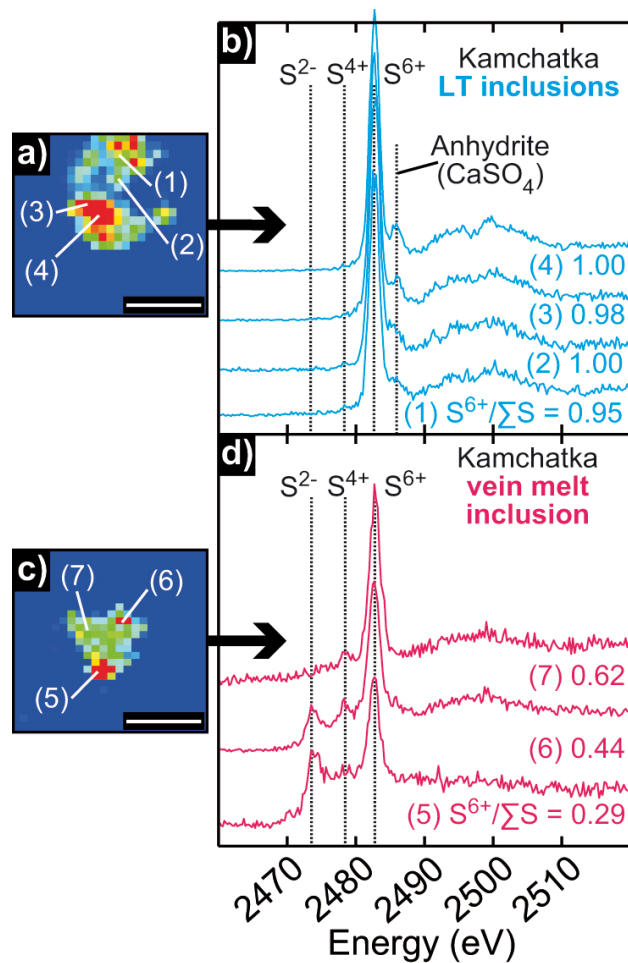 a)
(1)
(2)
(3)
(4)
b)
Kamchatka
LT inclusions
S2- S4+ S6+
Anhydrite
(CaSO4)
(4) 1.00
(3) 0.98
(2) 1.00
(1) S6+/∑S = 0.95
c)
(7)
(6)
(5)
d)
Kamchatka
vein melt
inclusion
S2- S4+ S6+
(7) 0.62
(6) 0.44
(5) S6+/∑S = 0.29
2470 2480 2490 2500 2510
Energy (eV)